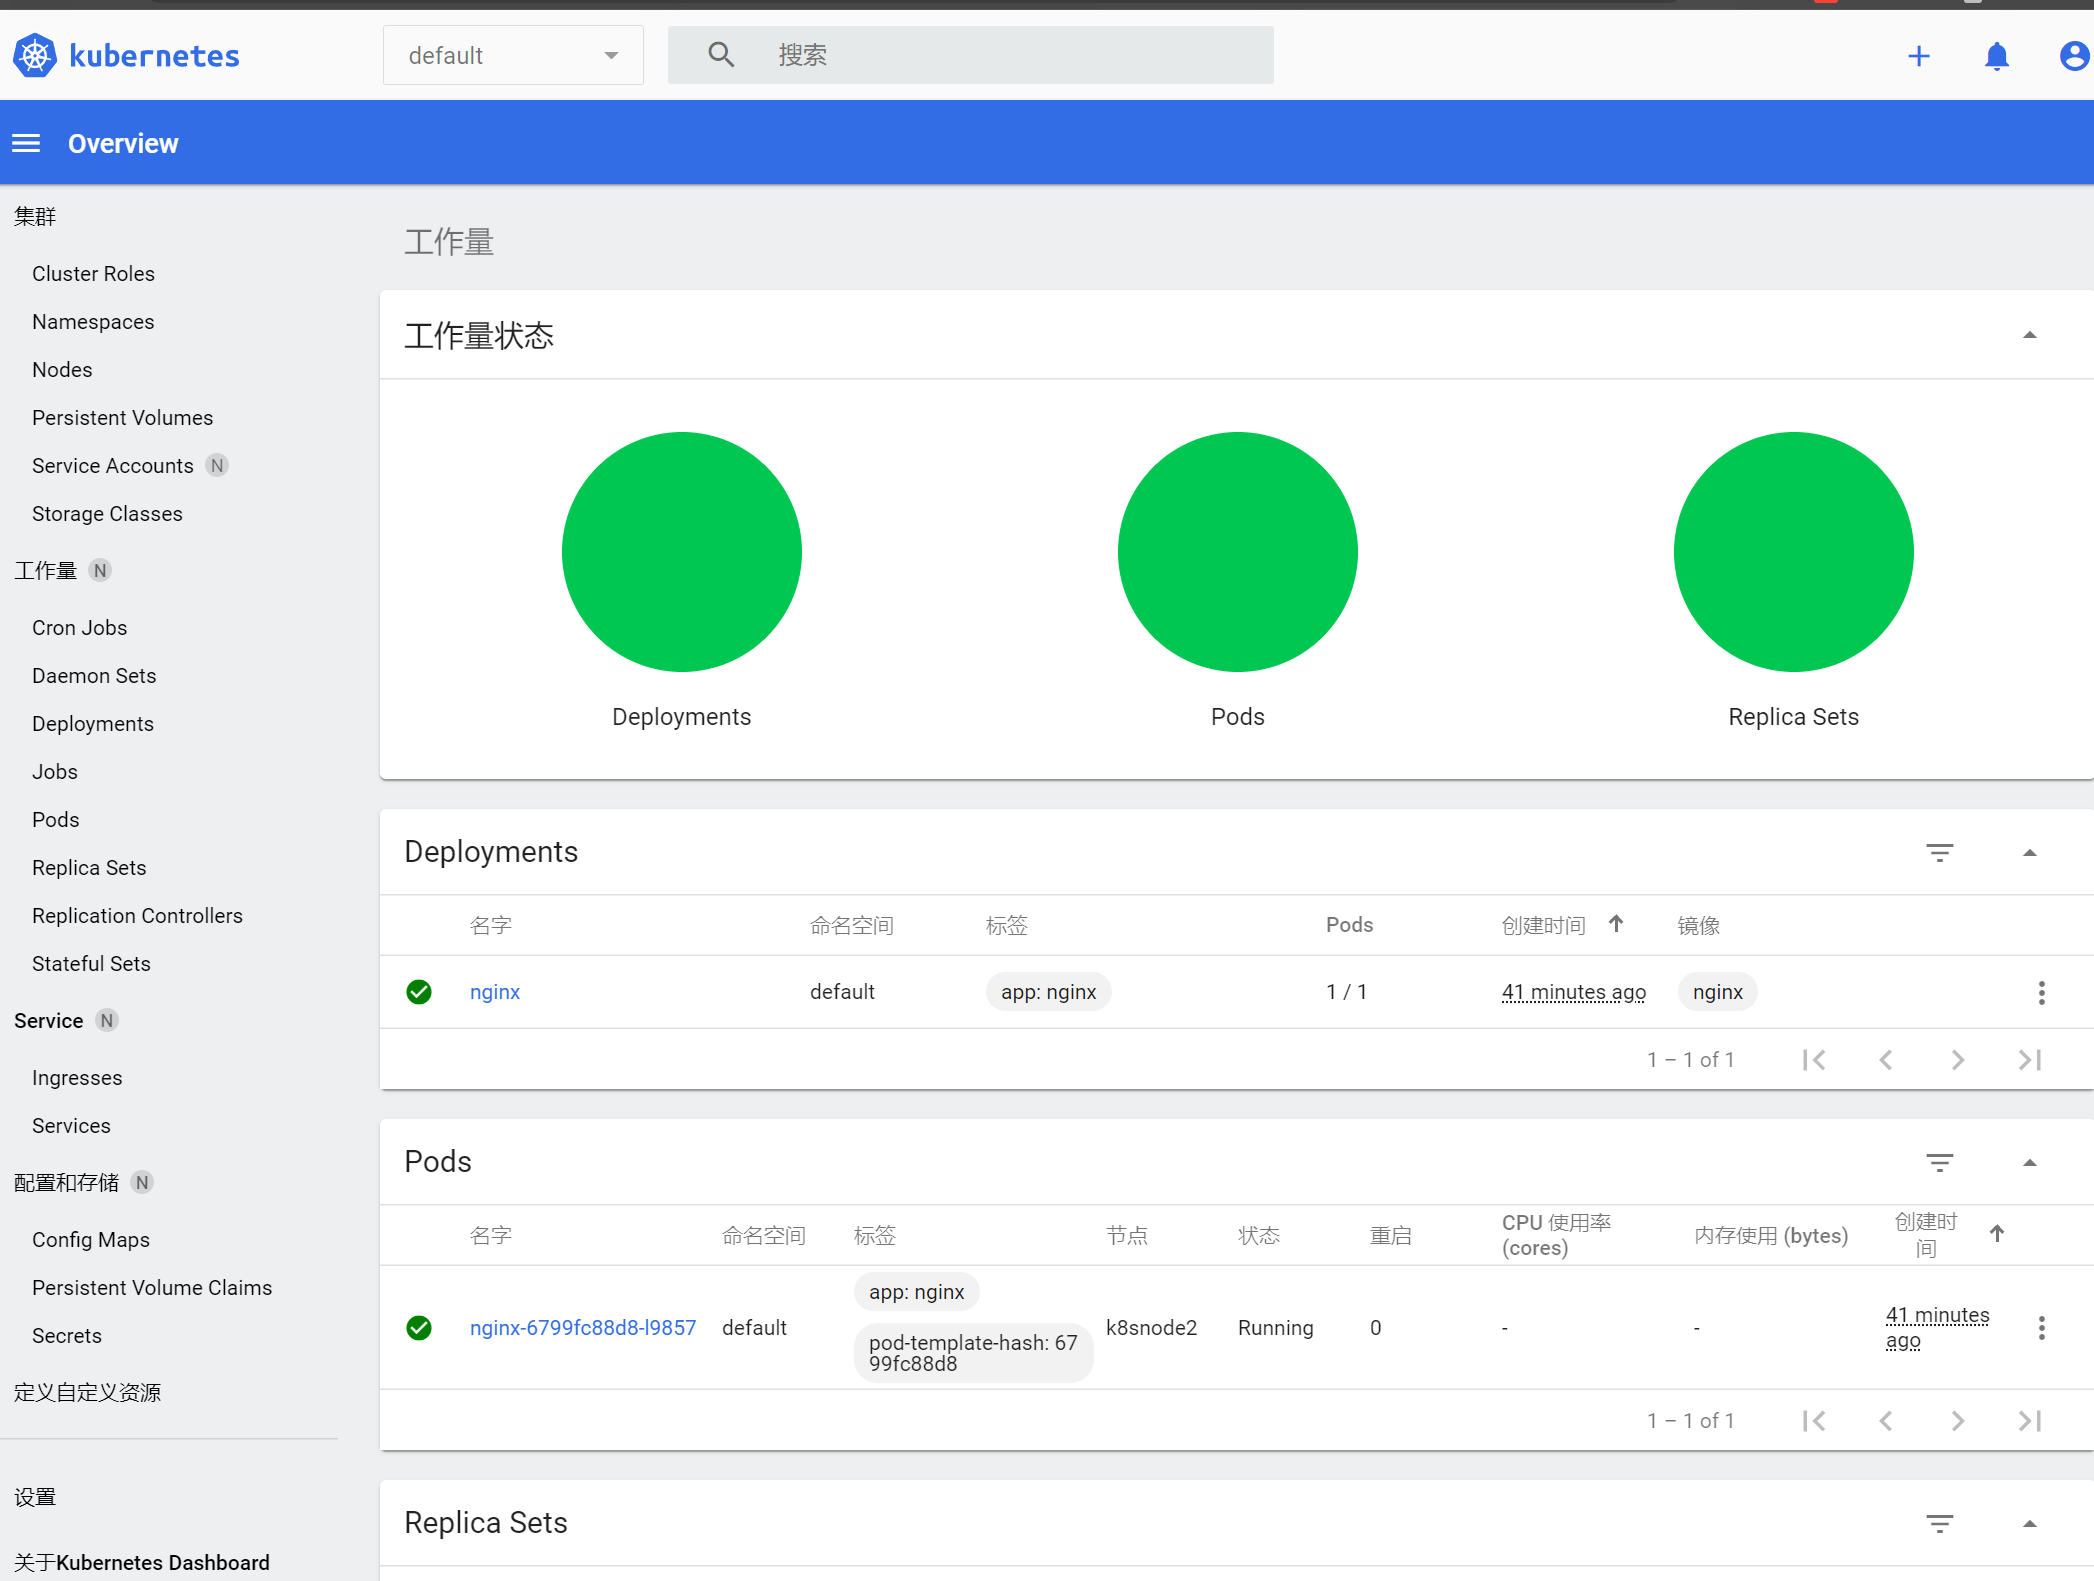 kubernetes
default
搜索
Overview
集群
Cluster Roles
Namespaces
Nodes
Persistent Volumes
Service Accounts N
Storage Classes
工作量 N
Cron Jobs
Daemon Sets
Deployments
Jobs
Pods
Replica Sets
Replication Controllers
Stateful Sets
Service N
Ingresses
Services
配置和存储 N
Config Maps
Persistent Volume Claims
Secrets
定义自定义资源
设置
关于Kubernetes Dashboard
工作量
工作量状态
Deployments
Pods
Replica Sets
Deployments
名字 命名空间 标签 Pods 创建时间 镜像
nginx default app: nginx 1 / 1 41 minutes ago nginx
1 – 1 of 1
Pods
名字 命名空间 标签 节点 状态 重启 CPU 使用率 (cores) 内存使用 (bytes) 创建时间
nginx-6799fc88d8-l9857 default app: nginx k8snode2 Running 0 - - 41 minutes ago
pod-template-hash: 67
99fc88d8
1 – 1 of 1
Replica Sets